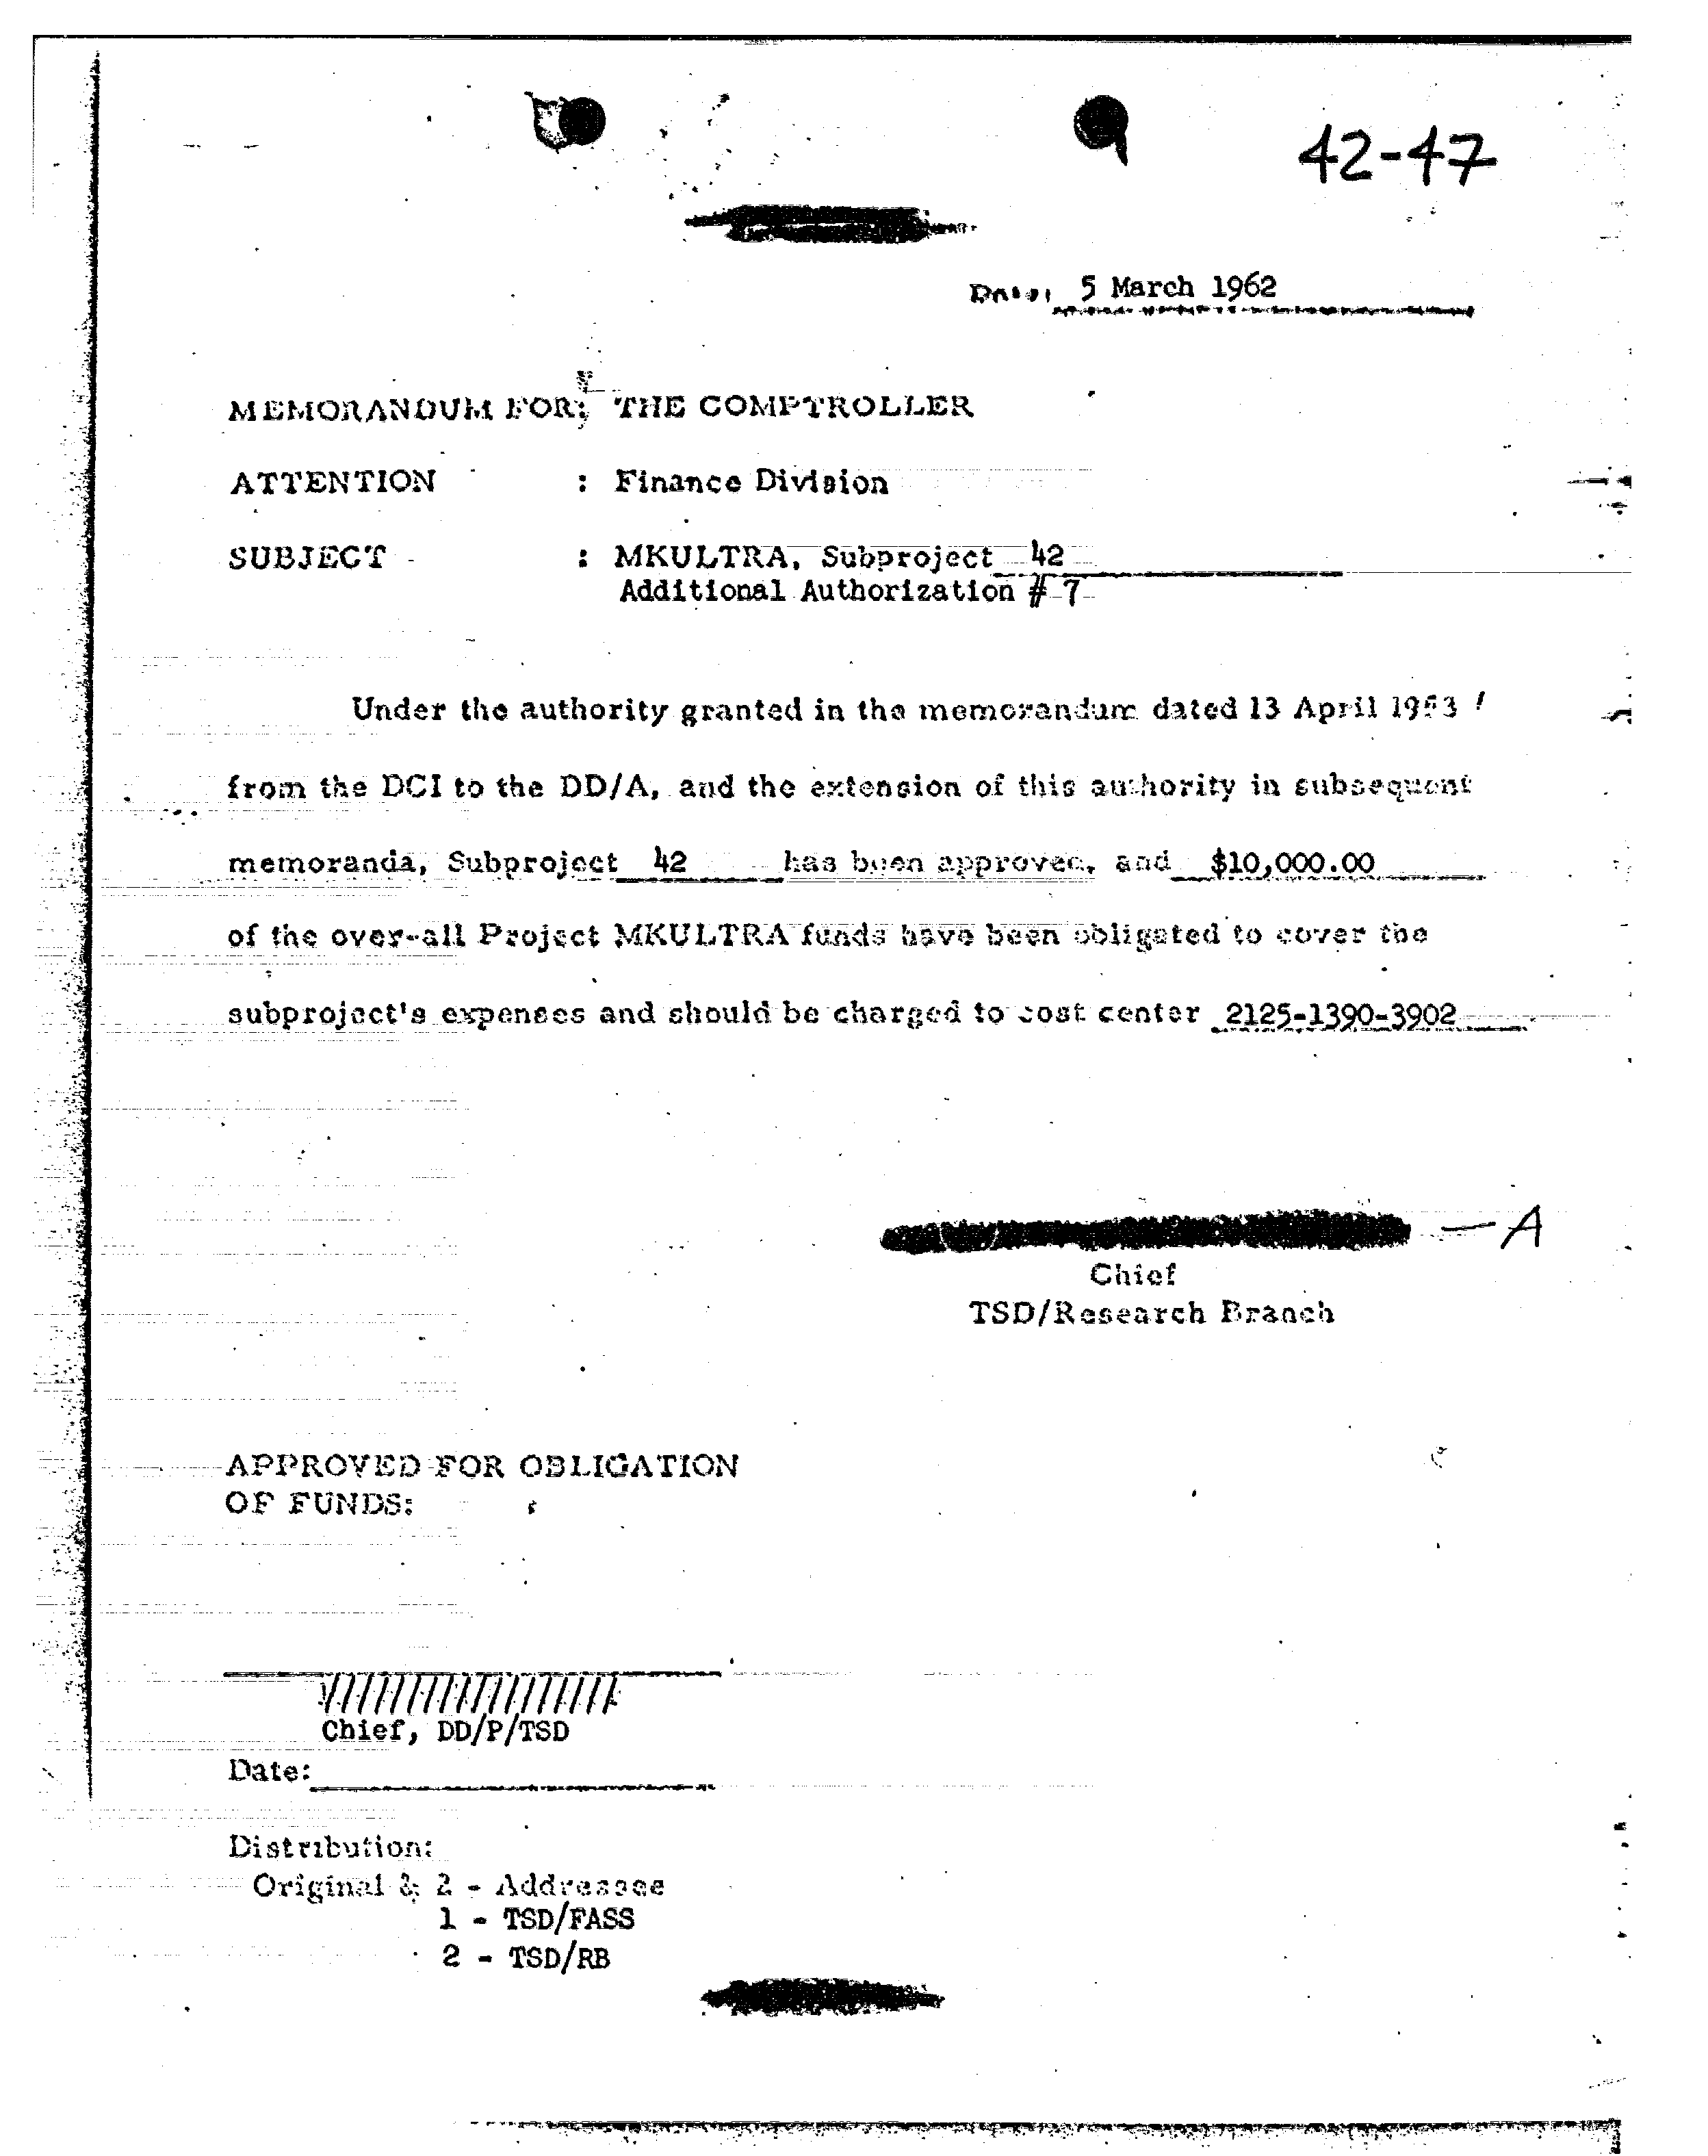 42-47
Date: 5 March 1962
MEMORANDUM FOR: THE COMPTROLLER
ATTENTION : Finance Division
SUBJECT : MKULTRA, Subproject 42
Additional Authorization # 7
Under the authority granted in the memorandum dated 13 April 1953
from the DCI to the DD/A, and the extension of this authority in subsequent
memoranda, Subproject 42 has been approved, and $10,000.00
of the over-all Project MKULTRA funds have been obligated to cover the
subproject's expenses and should be charged to cost center 2125-1390-3902
— A
Chief
TSD/Research Branch
APPROVED FOR OBLIGATION
OF FUNDS:
Chief, DD/P/TSD
Date:
Distribution:
Original & 2 - Addressee
1 - TSD/FASS
2 - TSD/RB